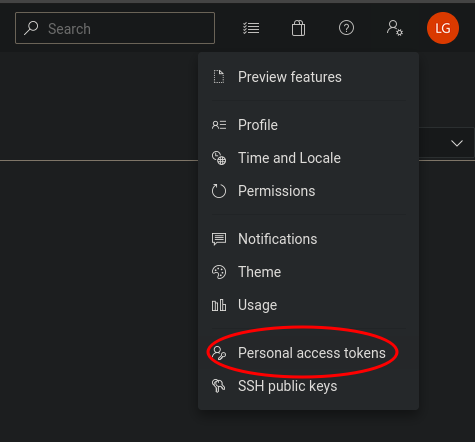 Search
LG
Preview features
Profile
Time and Locale
Permissions
Notifications
Theme
Usage
Personal access tokens
SSH public keys